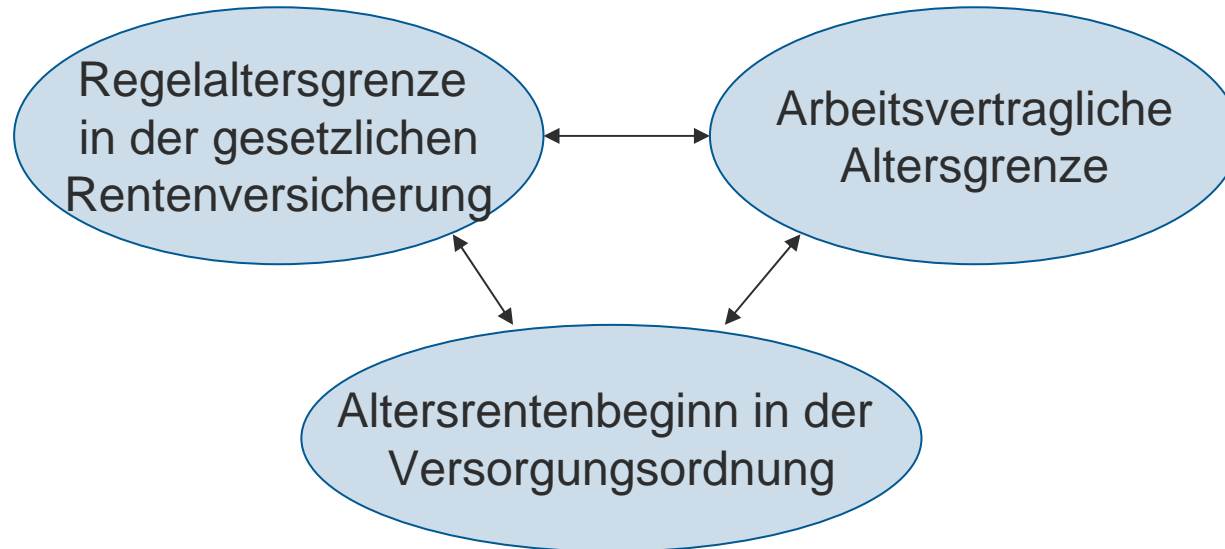 Regelaltersgrenze
in der gesetzlichen
Rentenversicherung
Arbeitsvertragliche
Altersgrenze
Altersrentenbeginn in der
Versorgungsordnung